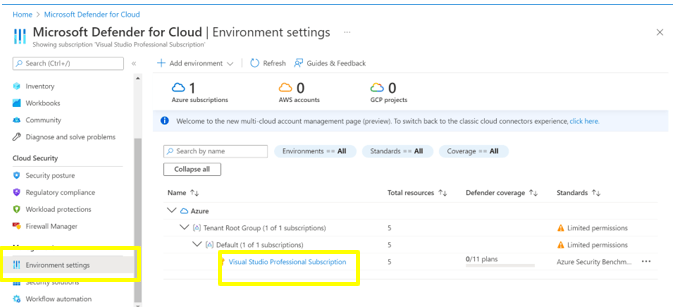 Home > Microsoft Defender for Cloud
Microsoft Defender for Cloud | Environment settings ...
Showing subscription 'Visual Studio Professional Subscription'
Search (Ctrl+/)
Add environment
Refresh
Guides & Feedback
Inventory
Workbooks
Community
Diagnose and solve problems
Cloud Security
Security posture
Regulatory compliance
Workload protections
Firewall Manager
Environment settings
Security solutions
Workflow automation
1
Azure subscriptions
0
AWS accounts
0
GCP projects
Welcome to the new multi-cloud account management page (preview). To switch back to the classic cloud connectors experience, click here.
Search by name
Environments == All
Standards == All
Coverage == All
Collapse all
Name Total resources Defender coverage Standards
Azure
Tenant Root Group (1 of 1 subscriptions) 5 Limited permissions
Default (1 of 1 subscriptions) 5 Limited permissions
Visual Studio Professional Subscription 5 0/11 plans Azure Security Benchm... ...